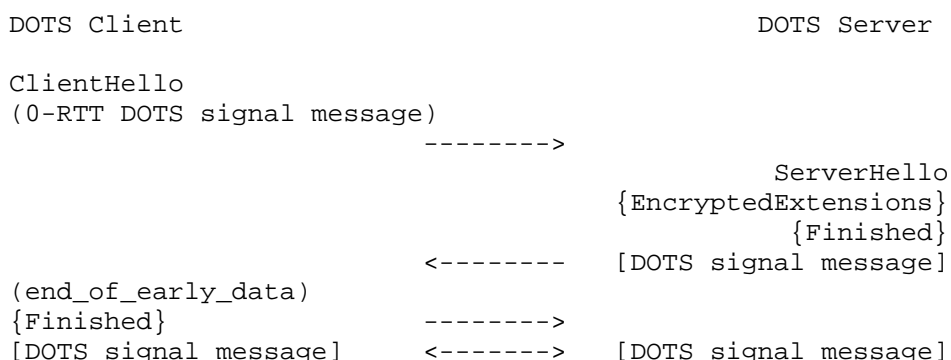 DOTS Client                                    DOTS Server
ClientHello
(0-RTT DOTS signal message)
-------->
ServerHello
{EncryptedExtensions}
{Finished}
<--------   [DOTS signal message]
(end_of_early_data)
{Finished}              -------->
[DOTS signal message]   <------->   [DOTS signal message]